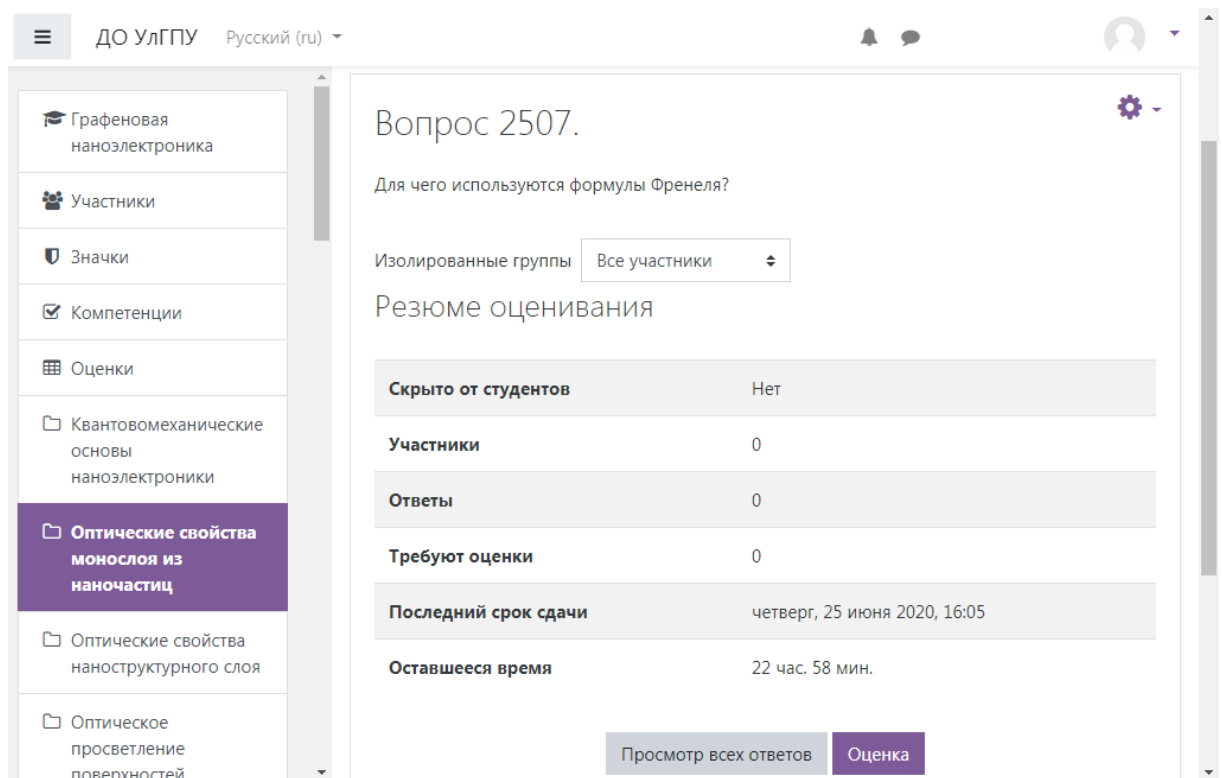 ДО УлГПУ Русский (ru)
Графеновая
наноэлектроника
Участники
Значки
Компетенции
Оценки
Квантовомеханические
основы
наноэлектроники
Оптические свойства
монослоя из
наночастиц
Оптические свойства
наноструктурного слоя
Оптическое
просветление
поверхностей
Вопрос 2507.
Для чего используются формулы Френеля?
Изолированные группы Все участники
Резюме оценивания
Скрыто от студентов Нет
Участники 0
Ответы 0
Требуют оценки 0
Последний срок сдачи четверг, 25 июня 2020, 16:05
Оставшееся время 22 час. 58 мин.
Просмотр всех ответов Оценка